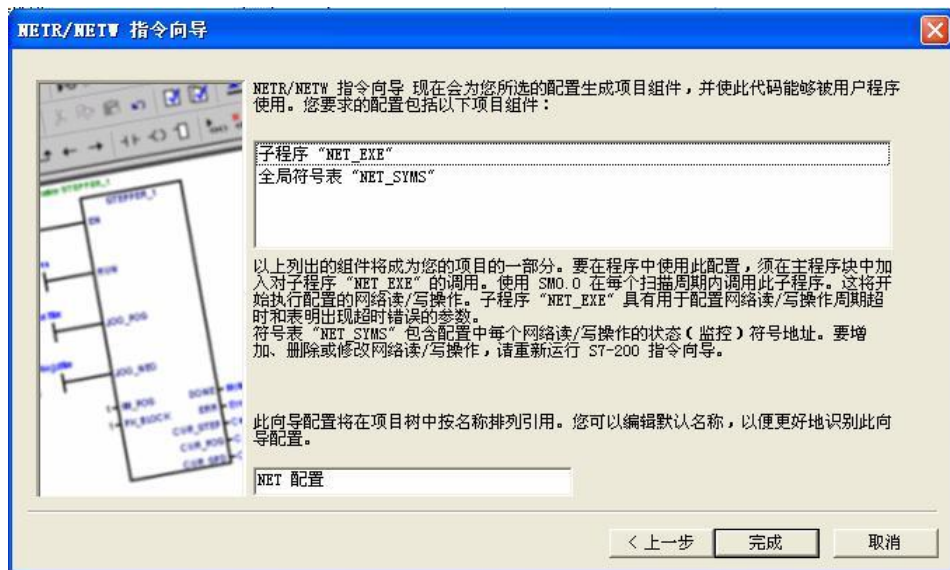 NETR/NETW 指令向导
NETR/NETW 指令向导 现在会为您所选的配置生成项目组件，并使此代码能够被用户程序
使用。您要求的配置包括以下项目组件：
子程序 “NET_EXE”
全局符号表 “NET_SYMS”
以上列出的组件将成为您的项目的一部分。要在程序中使用此配置，须在主程序块中加
入对子程序 “NET_EXE” 的调用。使用 SM0.0 在每个扫描周期内调用此子程序。这将开
始执行配置的网络读/写操作。子程序 “NET_EXE” 具有用于配置网络读/写操作周期超
时和表明出现超时错误的参数。
符号表 “NET_SYMS” 包含配置中每个网络读/写操作的状态（监控）符号地址。要增
加、删除或修改网络读/写操作，请重新运行 S7-200 指令向导。
此向导配置将在项目树中按名称排列引用。您可以编辑默认名称，以便更好地识别此向
导配置。
NET 配置
STEPPER_1
EN
RUN
JOG_POS
JOG_NEG
DONE
ERR
CUR_STEP
CUR_POS
< 上一步
完成
取消